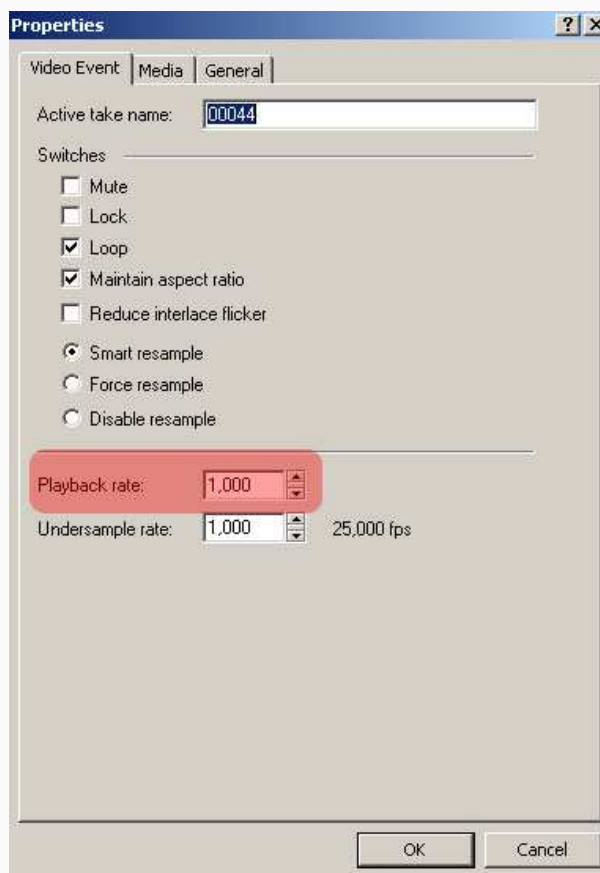 Properties
Video Event Media General
Active take name: 00044
Switches
Mute
Lock
Loop
Maintain aspect ratio
Reduce interlace flicker
Smart resample
Force resample
Disable resample
Playback rate: 1,000
Undersample rate: 1,000 25,000 fps
OK Cancel